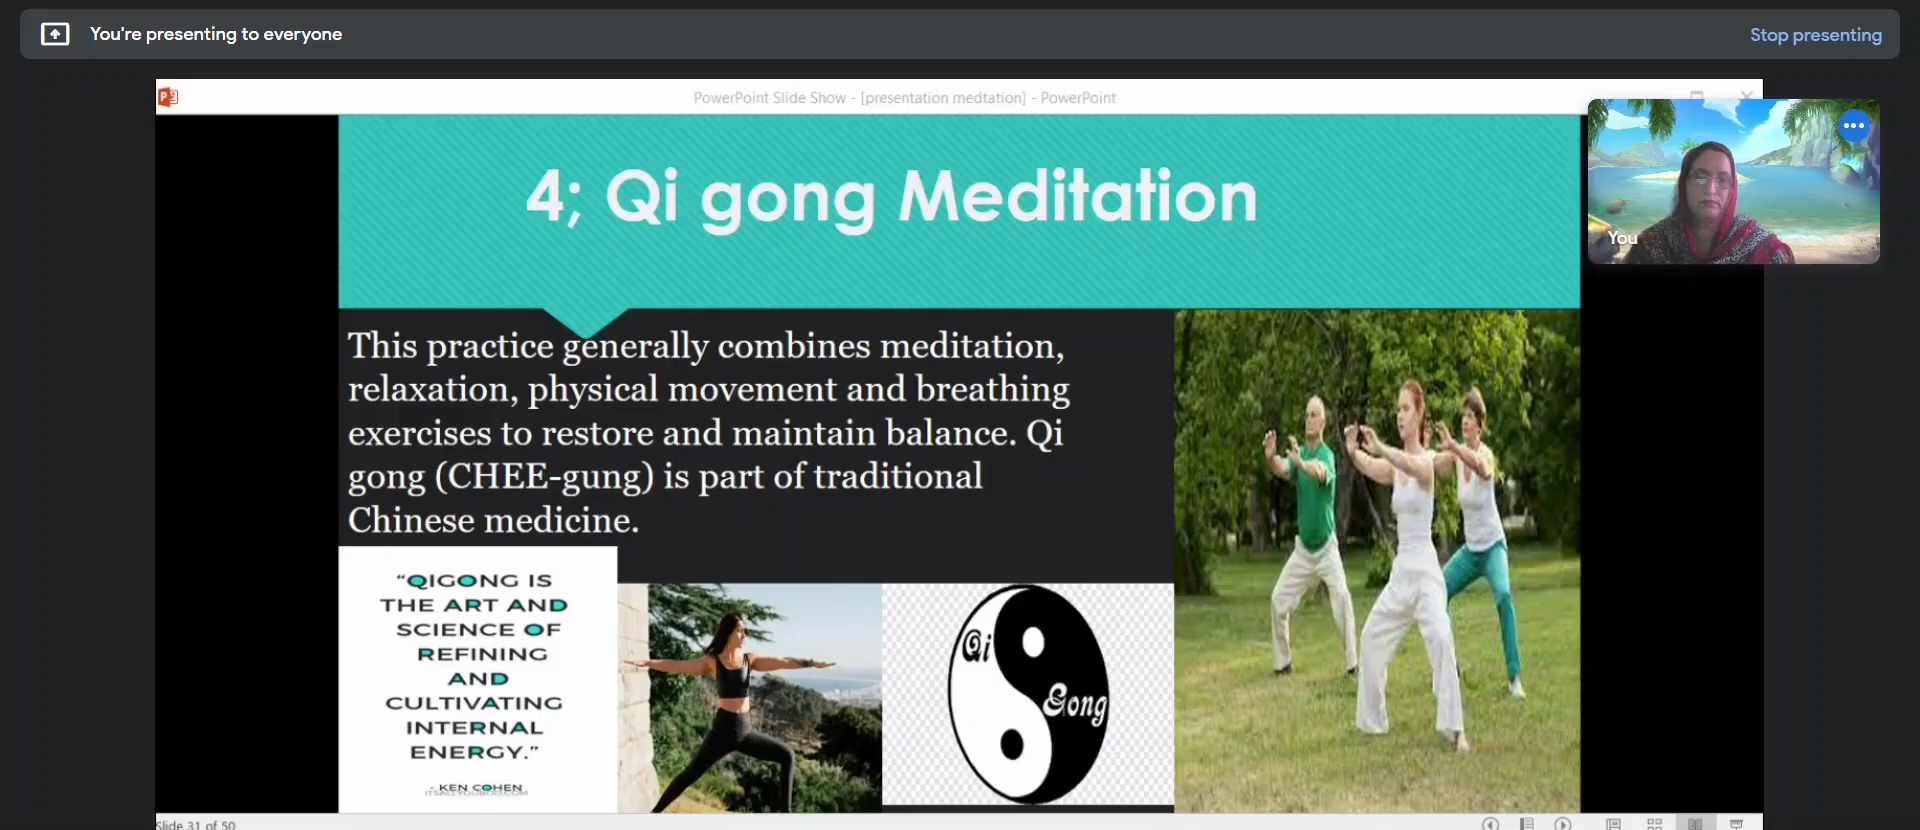 You're presenting to everyone
Stop presenting
PowerPoint Slide Show - [presentation medtation] - PowerPoint
4; Qi gong Meditation
You
This practice generally combines meditation,
relaxation, physical movement and breathing
exercises to restore and maintain balance. Qi
gong (CHEE-gung) is part of traditional
Chinese medicine.
“QIGONG IS
THE ART AND
SCIENCE OF
REFINING
AND
CULTIVATING
INTERNAL
ENERGY.”
- KEN COHEN
Qi
Gong
Slide 31 of 50